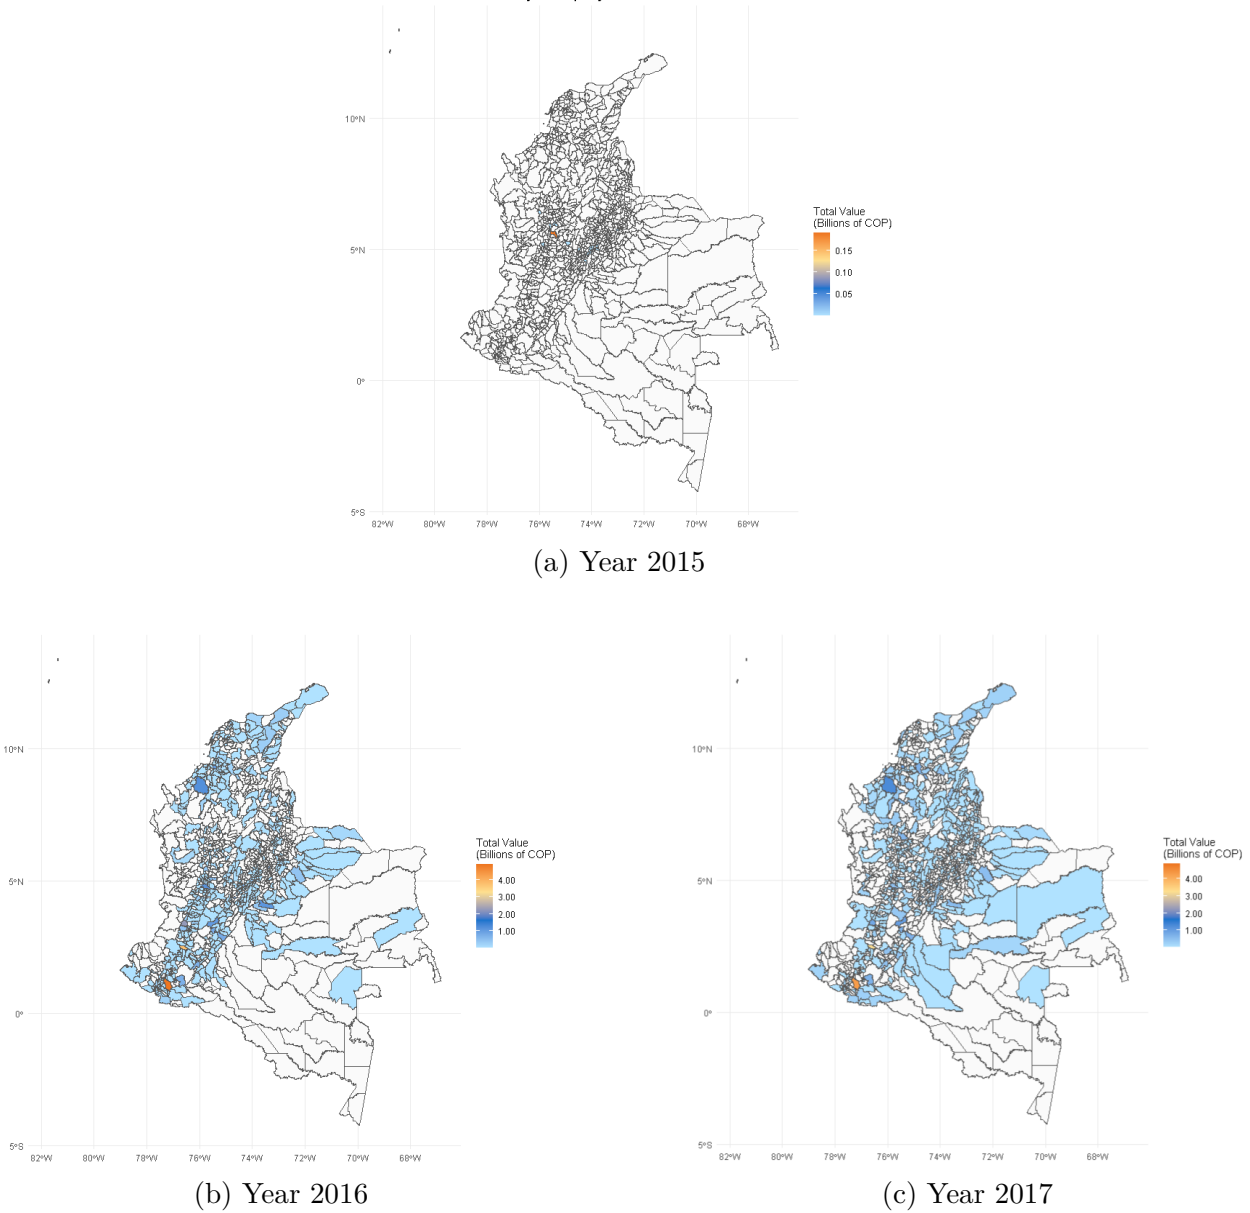 10°N
5°N
0°
5°S
82°W 80°W 78°W 76°W 74°W 72°W 70°W 68°W
Total Value
(Billions of COP)
0.15
0.10
0.05
(a) Year 2015
10°N
5°N
0°
5°S
82°W 80°W 78°W 76°W 74°W 72°W 70°W 68°W
Total Value
(Billions of COP)
4.00
3.00
2.00
1.00
(b) Year 2016
10°N
5°N
0°
5°S
82°W 80°W 78°W 76°W 74°W 72°W 70°W 68°W
Total Value
(Billions of COP)
4.00
3.00
2.00
1.00
(c) Year 2017